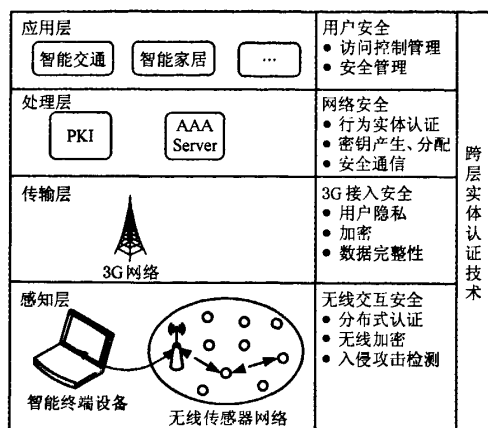 应用层
智能交通
智能家居
…
用户安全
● 访问控制管理
● 安全管理
处理层
PKI
AAA
Server
网络安全
● 行为实体认证
● 密钥产生、分配
● 安全通信
传输层
3G网络
3G接入安全
● 用户隐私
● 加密
● 数据完整性
感知层
智能终端设备
无线传感器网络
无线交互安全
● 分布式认证
● 无线加密
● 入侵攻击检测
跨层实体认证技术